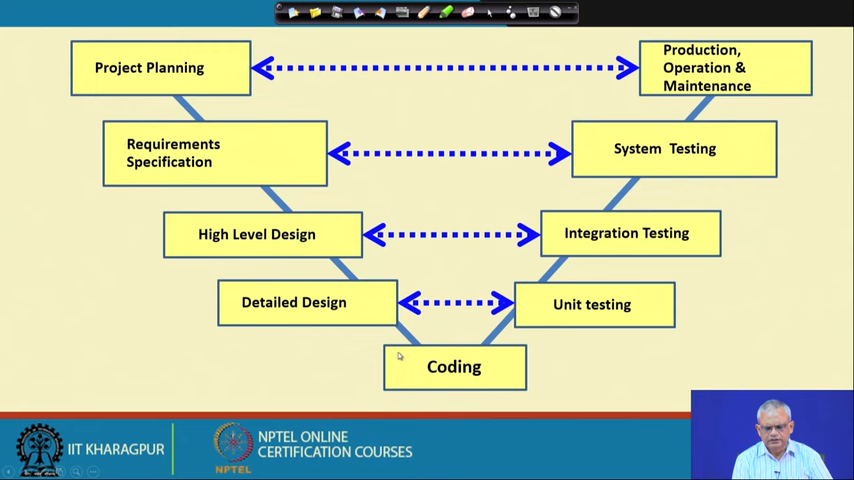 Project Planning
Production,
Operation &
Maintenance
Requirements
Specification
System Testing
High Level Design
Integration Testing
Detailed Design
Unit testing
Coding
IIT KHARAGPUR
NPTEL
NPTEL ONLINE
CERTIFICATION COURSES